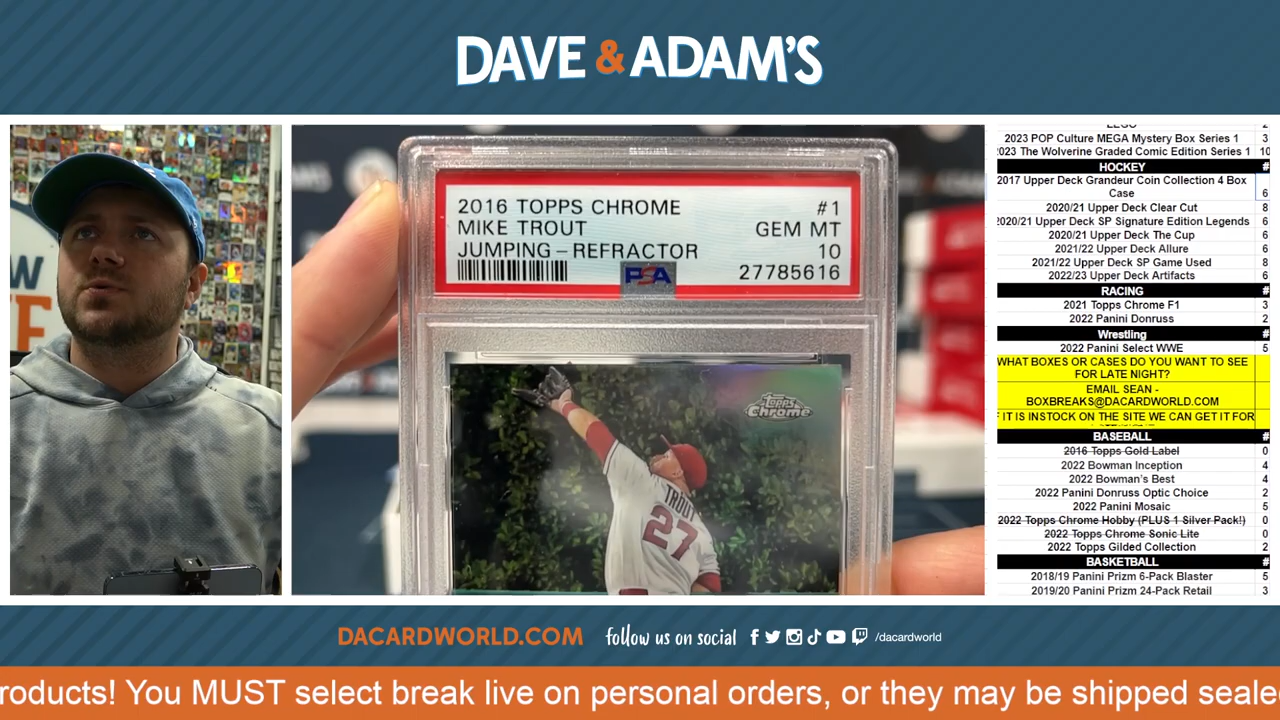 DAVE & ADAM'S
2016 TOPPS CHROME #1
MIKE TROUT GEM MT
JUMPING-REFRACTOR 10
PSA 27785616
Topps
Chrome
TROUT
27
2023 POP Culture MEGA Mystery Box Series 1 3
2023 The Wolverine Graded Comic Edition Series 1 10
HOCKEY #
2017 Upper Deck Grandeur Coin Collection 4 Box
Case 6
2020/21 Upper Deck Clear Cut 8
2020/21 Upper Deck SP Signature Edition Legends 6
2020/21 Upper Deck The Cup 6
2021/22 Upper Deck Allure 6
2021/22 Upper Deck SP Game Used 8
2022/23 Upper Deck Artifacts 6
RACING #
2021 Topps Chrome F1 3
2022 Panini Donruss 2
Wrestling #
2022 Panini Select WWE 5
WHAT BOXES OR CASES DO YOU WANT TO SEE
FOR LATE NIGHT?
EMAIL SEAN -
BOXBREAKS@DACARDWORLD.COM
IT IS INSTOCK ON THE SITE WE CAN GET IT FOR
BASEBALL #
2016 Topps Gold Label 0
2022 Bowman Inception 4
2022 Bowman's Best 4
2022 Panini Donruss Optic Choice 2
2022 Panini Mosaic 5
2022 Topps Chrome Hobby (PLUS 1 Silver Pack!) 0
2022 Topps Chrome Sonic Lite 0
2022 Topps Gilded Collection 2
BASKETBALL #
2018/19 Panini Prizm 6-Pack Blaster 5
2019/20 Panini Prizm 24-Pack Retail 3
DACARDWORLD.COM follow us on social /dacardworld
roducts! You MUST select break live on personal orders, or they may be shipped seale